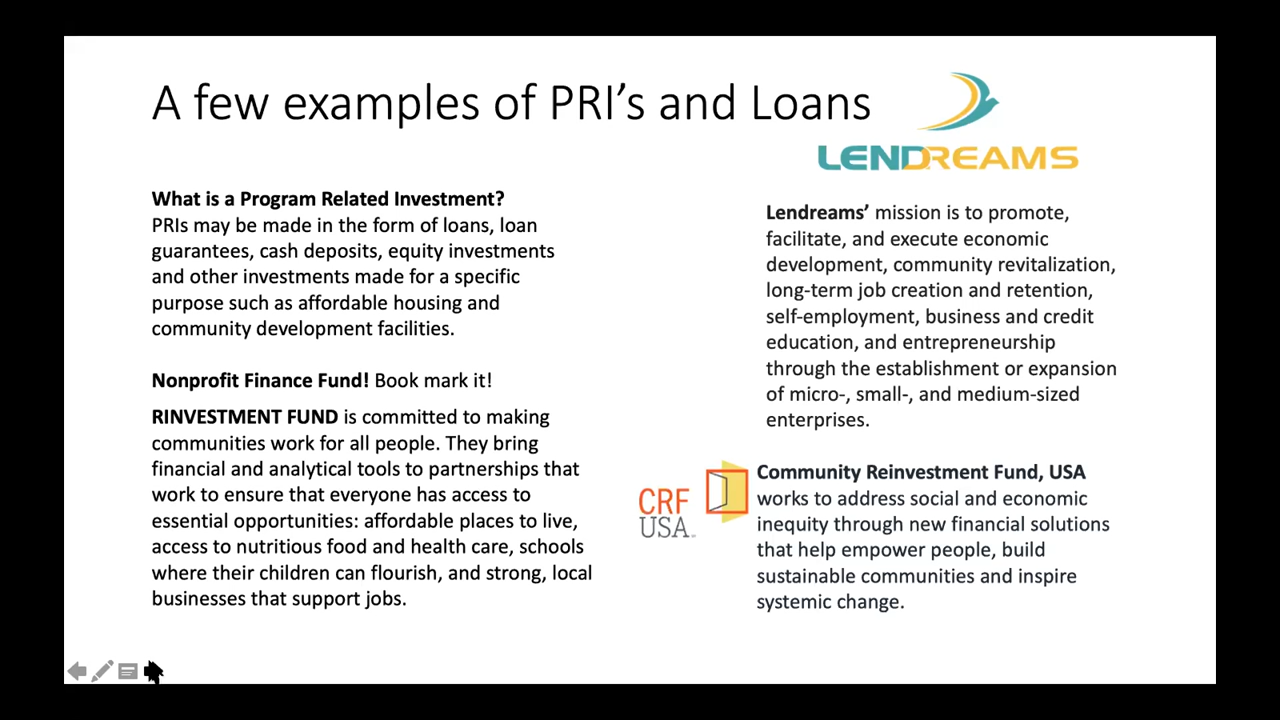 A few examples of PRI's and Loans
LENDREAMS
What is a Program Related Investment?
PRIs may be made in the form of loans, loan
guarantees, cash deposits, equity investments
and other investments made for a specific
purpose such as affordable housing and
community development facilities.
Nonprofit Finance Fund! Book mark it!
RINVESTMENT FUND is committed to making
communities work for all people. They bring
financial and analytical tools to partnerships that
work to ensure that everyone has access to
essential opportunities: affordable places to live,
access to nutritious food and health care, schools
where their children can flourish, and strong, local
businesses that support jobs.
Lendreams’ mission is to promote,
facilitate, and execute economic
development, community revitalization,
long-term job creation and retention,
self-employment, business and credit
education, and entrepreneurship
through the establishment or expansion
of micro-, small-, and medium-sized
enterprises.
CRF
USA
Community Reinvestment Fund, USA
works to address social and economic
inequity through new financial solutions
that help empower people, build
sustainable communities and inspire
systemic change.